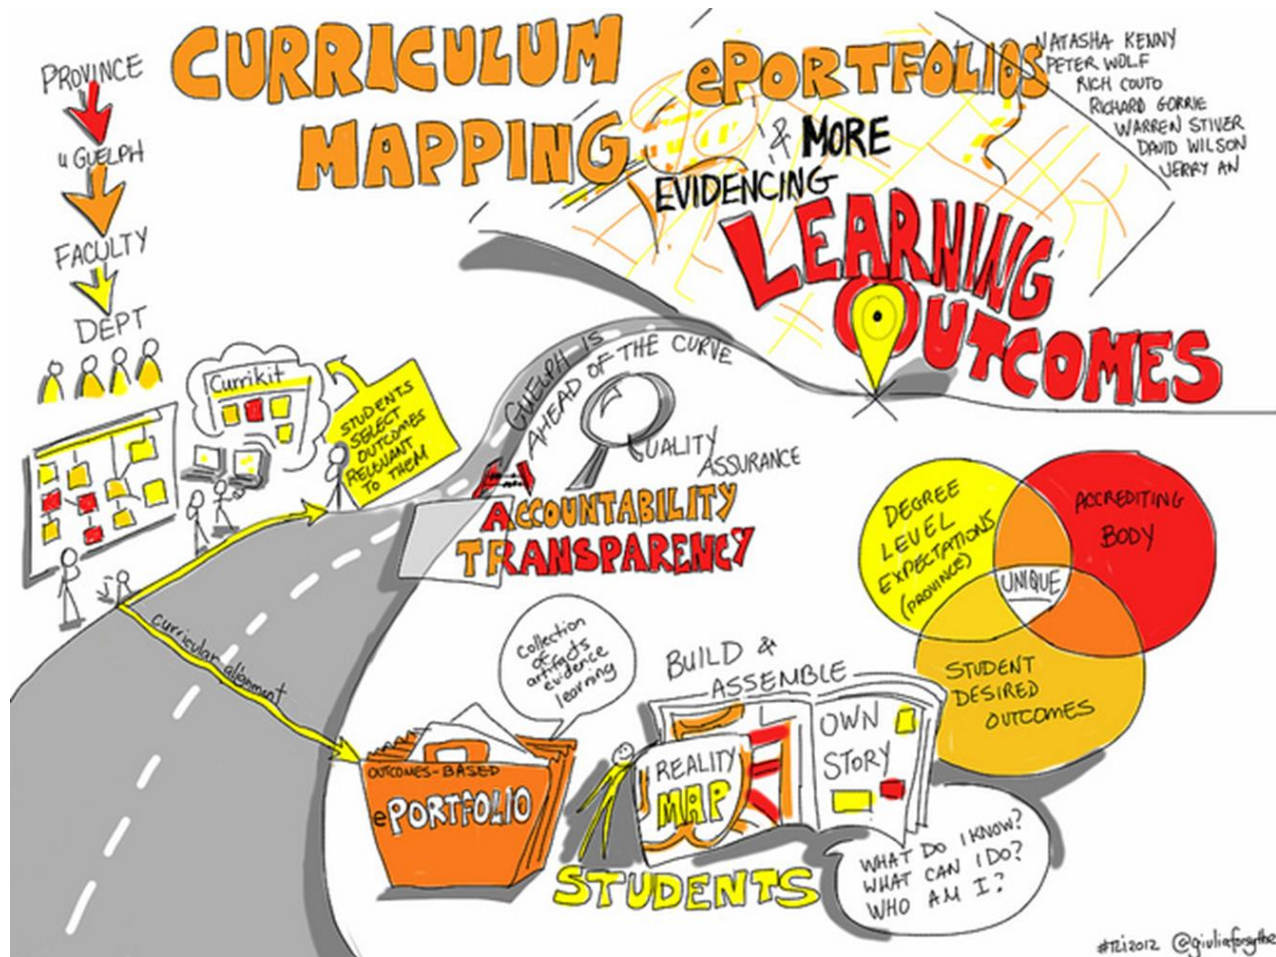 CURRICULUM
MAPPING
ePORTFOLIOS
& MORE
EVIDENCING
LEARNING
OUTCOMES
NATASHA KENNY
PETER WOLF
RICH COUTO
RICHARD GORRIE
WARREN STIVER
DAVID WILSON
JERRY AN
PROVINCE
u GUELPH
FACULTY
DEPT
Currikit
STUDENTS
SELECT
OUTCOMES
RELEVANT
TO THEM
GUELPH IS
AHEAD OF THE CURVE
QUALITY
ASSURANCE
ACCOUNTABILITY
TRANSPARENCY
curricular alignment
DEGREE
LEVEL
EXPECTATIONS
(PROVINCE)
ACCREDITING
BODY
UNIQUE
STUDENT
DESIRED
OUTCOMES
Collection
of
artifacts
evidence
learning
OUTCOMES-BASED
ePORTFOLIO
BUILD &
ASSEMBLE
REALITY
MAP
OWN
STORY
STUDENTS
WHAT DO I KNOW?
WHAT CAN I DO?
WHO AM I?
#TLI2012 @giuliaforsythe